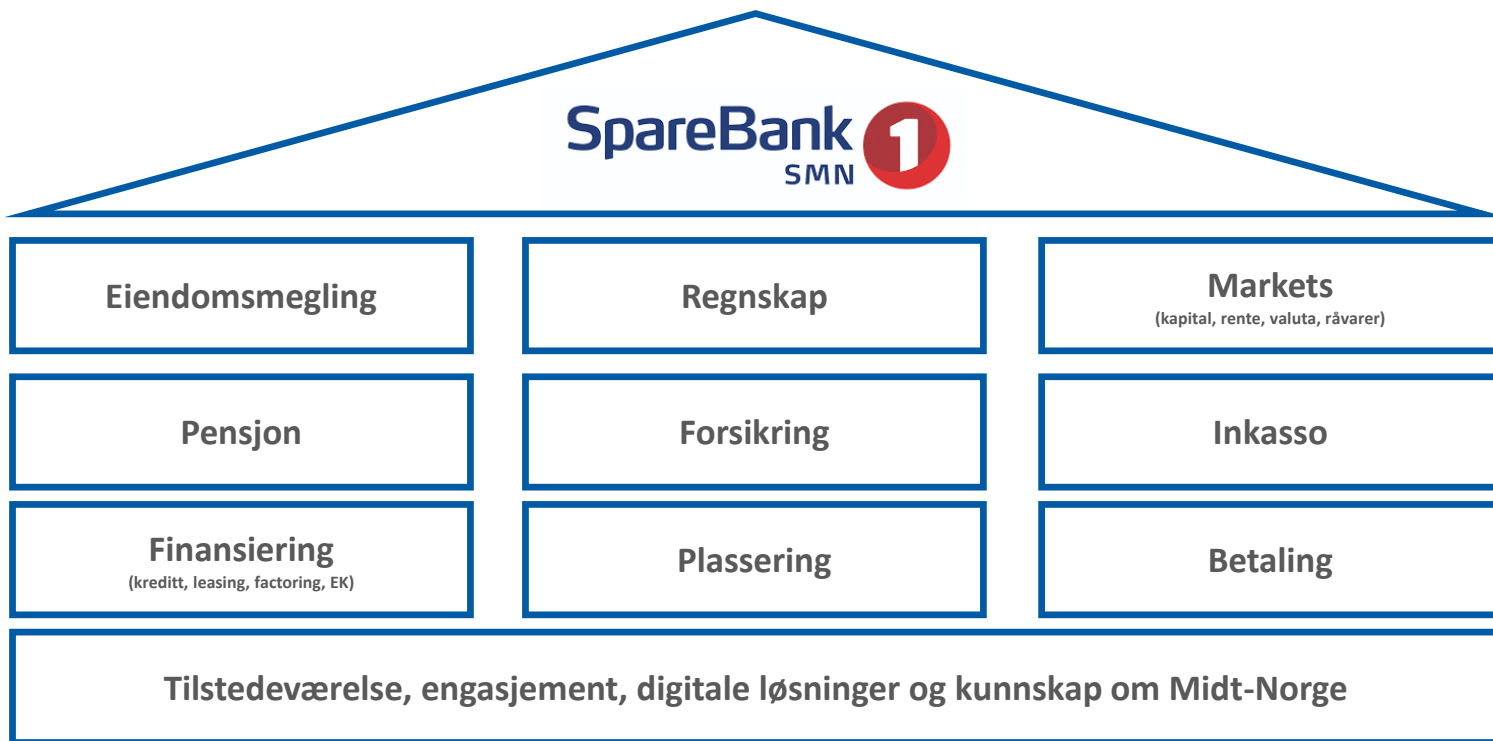 SpareBank 1
SMN
Eiendomsmegling
Regnskap
Markets
(kapital, rente, valuta, råvarer)
Pensjon
Forsikring
Inkasso
Finansiering
(kreditt, leasing, factoring, EK)
Plassering
Betaling
Tilstedeværelse, engasjement, digitale løsninger og kunnskap om Midt-Norge